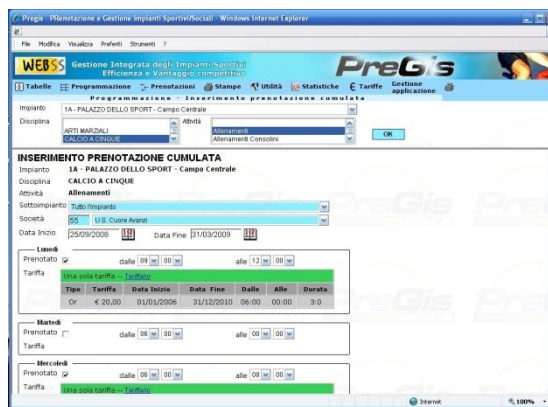 Pregis - PRenotazione e Gestione Impianti Sportivi/Sociali - Windows Internet Explorer
File Modifica Visualizza Preferiti Strumenti ?
WEBSS Gestione Integrata degli Impianti Sportivi
Efficienza e Vantaggio competitivo
PreGis
Tabelle Programmazione Prenotazioni Stampe Utilità Statistiche Tariffe Gestione applicazione
Programmazione - Inserimento prenotazione cumulata
Impianto 1A - PALAZZO DELLO SPORT - Campo Centrale
Disciplina Attività
ARTI MARZIALI
CALCIO A CINQUE
Allenamenti
Allenamenti Consolini
OK
INSERIMENTO PRENOTAZIONE CUMULATA
Impianto 1A - PALAZZO DELLO SPORT - Campo Centrale
Disciplina CALCIO A CINQUE
Attività Allenamenti
Sottoimpianto Tutto l'impianto
Società 55 U.S. Cuore Avanzi
Data Inizio 25/09/2008 Data Fine 31/03/2009
Lunedì
Prenotato dalle 09 00 alle 12 00
Tariffa Una sola tariffa -- Tariffario
Tipo Tariffa Data Inizio Data Fine Dalle Alle Durata
Or € 20,00 01/01/2006 31/12/2010 06:00 00:00 3:0
Martedì
Prenotato dalle 06 00 alle 00 00
Tariffa
Mercoledì
Prenotato dalle 06 00 alle 08 00
Tariffa Una sola tariffa -- Tariffario
Internet 100%